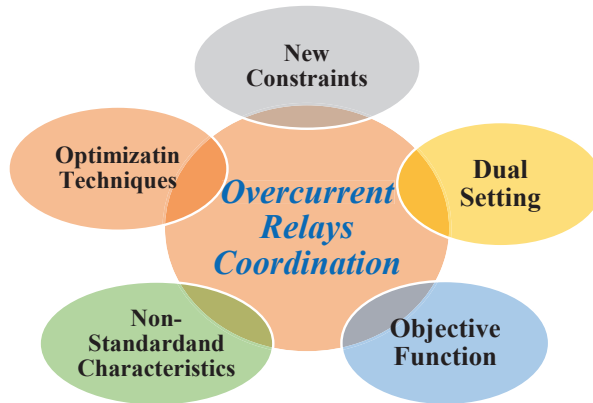 New
Constraints
Optimizatin
Techniques
Dual
Setting
Overcurrent
Relays
Coordination
Non-
Standardand
Characteristics
Objective
Function